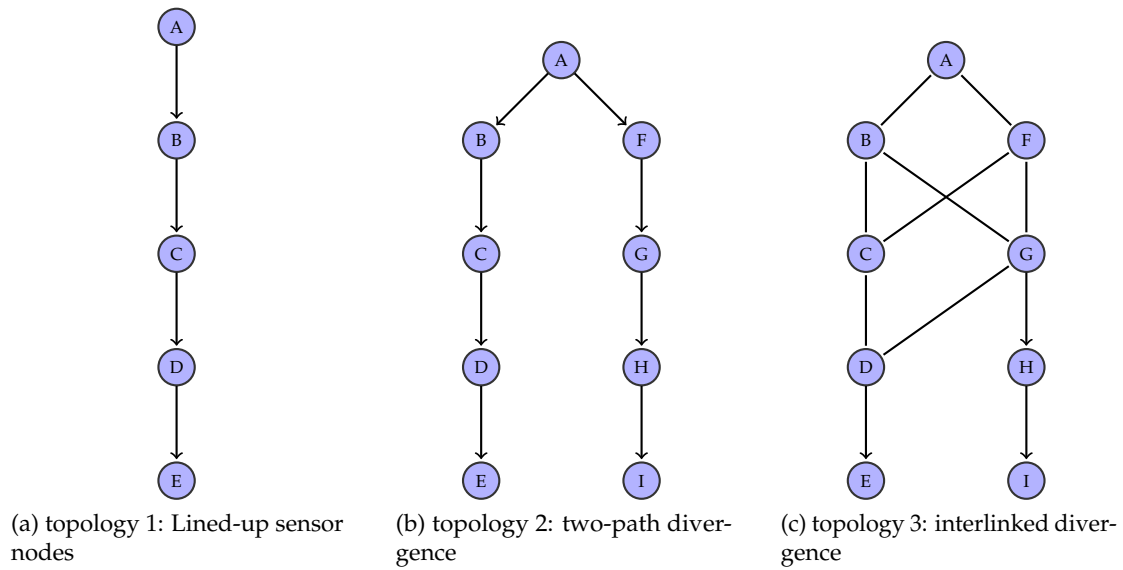 A
B
C
D
E
(a) topology 1: Lined-up sensor
nodes
A
B
F
C
G
D
H
E
I
(b) topology 2: two-path diver-
gence
A
B
F
C
G
D
H
E
I
(c) topology 3: interlinked diver-
gence